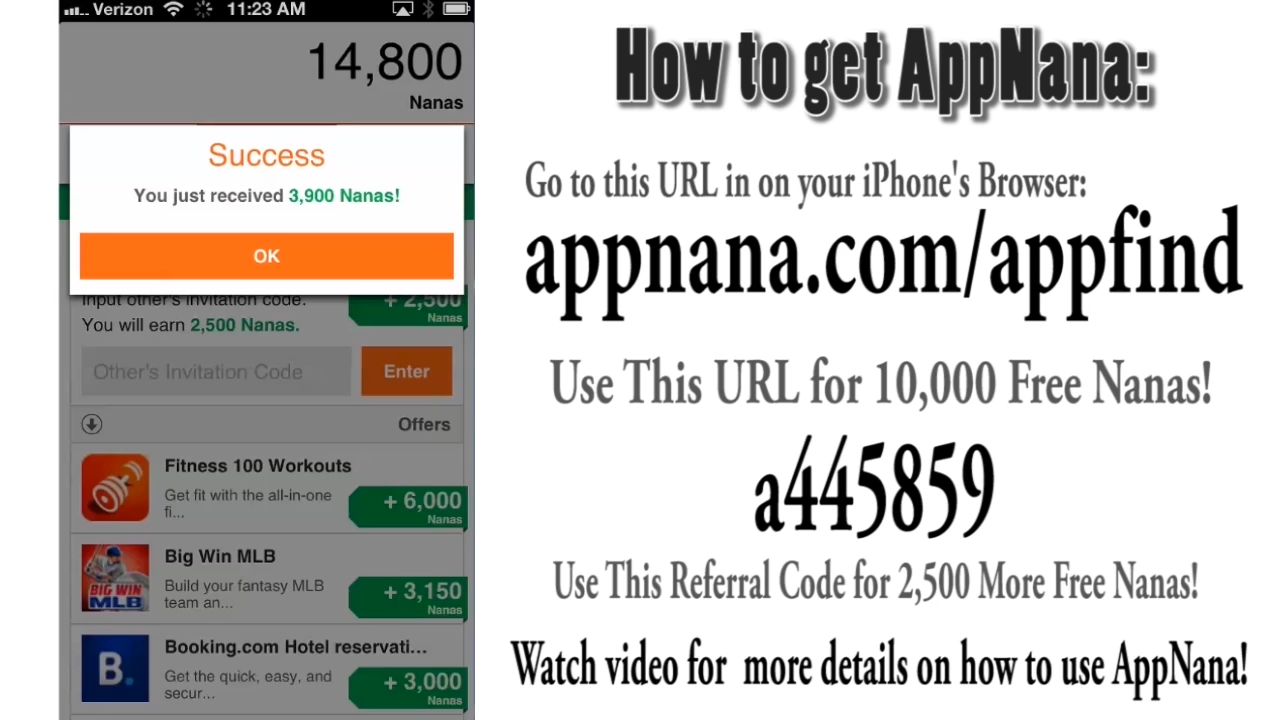 Verizon 11:23 AM
14,800
Nanas
Success
You just received 3,900 Nanas!
OK
Input other's invitation code.
You will earn 2,500 Nanas.
+ 2,500
Nanas
Other's Invitation Code
Enter
Offers
Fitness 100 Workouts
Get fit with the all-in-one
fi...
+ 6,000
Nanas
Big Win MLB
Build your fantasy MLB
team an...
+ 3,150
Nanas
BIG WIN
MLB
Booking.com Hotel reservati...
Get the quick, easy, and
secur...
+ 3,000
Nanas
B.
How to get AppNana:
Go to this URL in on your iPhone's Browser:
appnana.com/appfind
Use This URL for 10,000 Free Nanas!
a445859
Use This Referral Code for 2,500 More Free Nanas!
Watch video for more details on how to use AppNana!